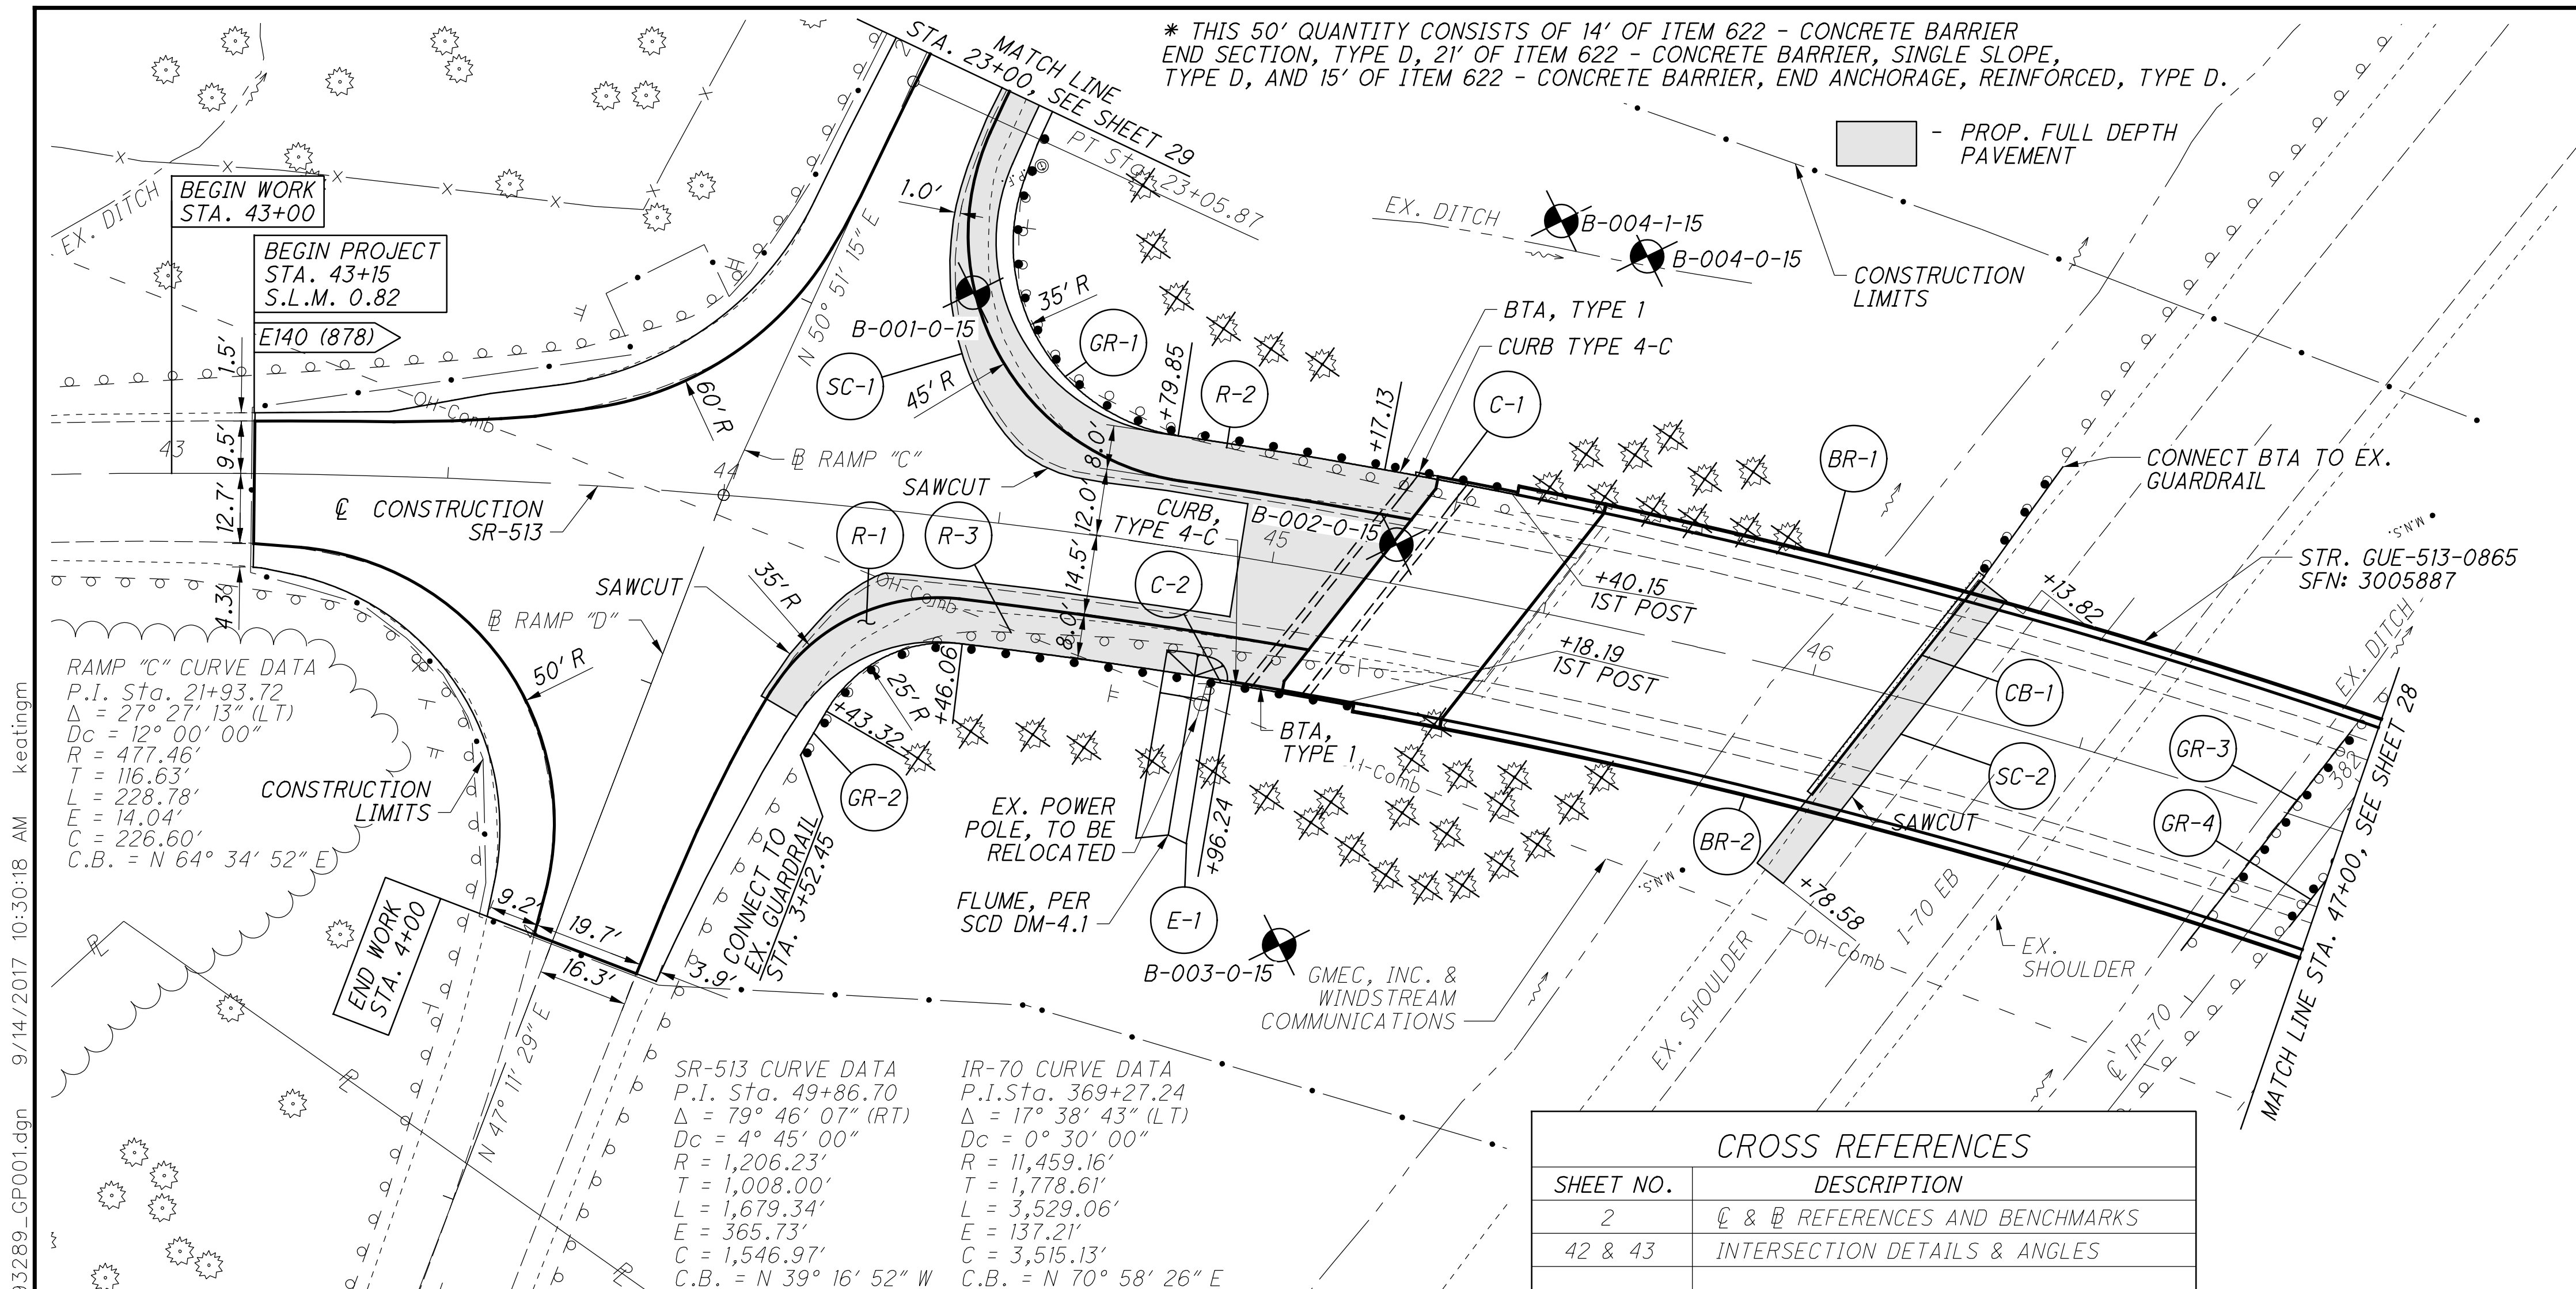 * THIS 50' QUANTITY CONSISTS OF 14' OF ITEM 622 - CONCRETE BARRIER
END SECTION, TYPE D, 21' OF ITEM 622 - CONCRETE BARRIER, SINGLE SLOPE,
TYPE D, AND 15' OF ITEM 622 - CONCRETE BARRIER, END ANCHORAGE, REINFORCED, TYPE D.
- PROP. FULL DEPTH
PAVEMENT
MATCH LINE
STA. 23+00, SEE SHEET 29
PT Sta. 23+05.87
EX. DITCH
BEGIN WORK
STA. 43+00
BEGIN PROJECT
STA. 43+15
S.L.M. 0.82
E140 (878)
1.5'
9.5'
12.7'
4.3'
43
OH-Comb
60' R
N 50° 51' 15" E
1.0'
B-001-0-15
SC-1
45' R
35' R
GR-1
+79.85
R-2
EX. DITCH
B-004-1-15
B-004-0-15
CONSTRUCTION
LIMITS
BTA, TYPE 1
CURB TYPE 4-C
+17.13
C-1
BR-1
CONNECT BTA TO EX.
GUARDRAIL
M.N.S.
STR. GUE-513-0865
SFN: 3005887
44
℄ RAMP "C"
SAWCUT
8.0'
12.0'
14.5'
8.0'
℄ CONSTRUCTION
SR-513
R-1
R-3
CURB,
TYPE 4-C
B-002-0-15
45
C-2
SAWCUT
35' R
OH-Comb
+40.15
1ST POST
+18.19
1ST POST
46
+13.82
EX. DITCH
℄ RAMP "D"
50' R
RAMP "C" CURVE DATA
P.I. Sta. 21+93.72
Δ = 27° 27' 13" (LT)
Dc = 12° 00' 00"
R = 477.46'
T = 116.63'
L = 228.78'
E = 14.04'
C = 226.60'
C.B. = N 64° 34' 52" E
CONSTRUCTION
LIMITS
25' R
+46.06
+43.32
GR-2
BTA,
TYPE 1
OH-Comb
CB-1
SC-2
SAWCUT
GR-3
GR-4
382
EX. POWER
POLE, TO BE
RELOCATED
+96.24
FLUME, PER
SCD DM-4.1
E-1
B-003-0-15
BR-2
M.N.S.
+78.58
OH-Comb
I-70 EB
EX.
SHOULDER
EX. SHOULDER
℄ IR-70
MATCH LINE STA. 47+00, SEE SHEET 28
GMEC, INC. &
WINDSTREAM
COMMUNICATIONS
CONNECT TO
EX. GUARDRAIL
STA. 3+52.45
END WORK
STA. 4+00
9.2'
19.7'
16.3'
3.9'
N 47° 11' 29" E
SR-513 CURVE DATA
P.I. Sta. 49+86.70
Δ = 79° 46' 07" (RT)
Dc = 4° 45' 00"
R = 1,206.23'
T = 1,008.00'
L = 1,679.34'
E = 365.73'
C = 1,546.97'
C.B. = N 39° 16' 52" W
IR-70 CURVE DATA
P.I.Sta. 369+27.24
Δ = 17° 38' 43" (LT)
Dc = 0° 30' 00"
R = 11,459.16'
T = 1,778.61'
L = 3,529.06'
E = 137.21'
C = 3,515.13'
C.B. = N 70° 58' 26" E
CROSS REFERENCES
SHEET NO. DESCRIPTION
2 ℄ & ℄ REFERENCES AND BENCHMARKS
42 & 43 INTERSECTION DETAILS & ANGLES
93289_GP001.dgn 9/14/2017 10:30:18 AM keatingm